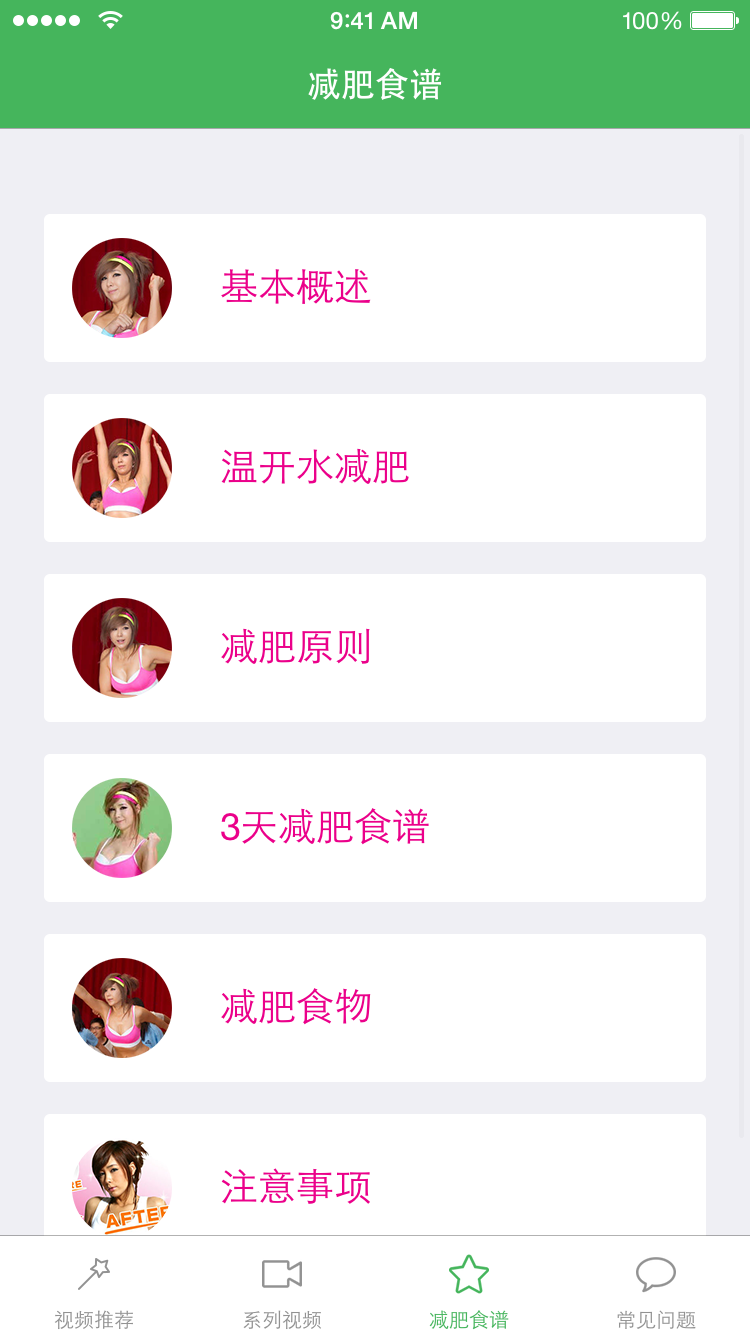 9:41 AM
100%
减肥食谱
基本概述
温开水减肥
减肥原则
3天减肥食谱
减肥食物
RE
AFTER
注意事项
视频推荐
系列视频
减肥食谱
常见问题